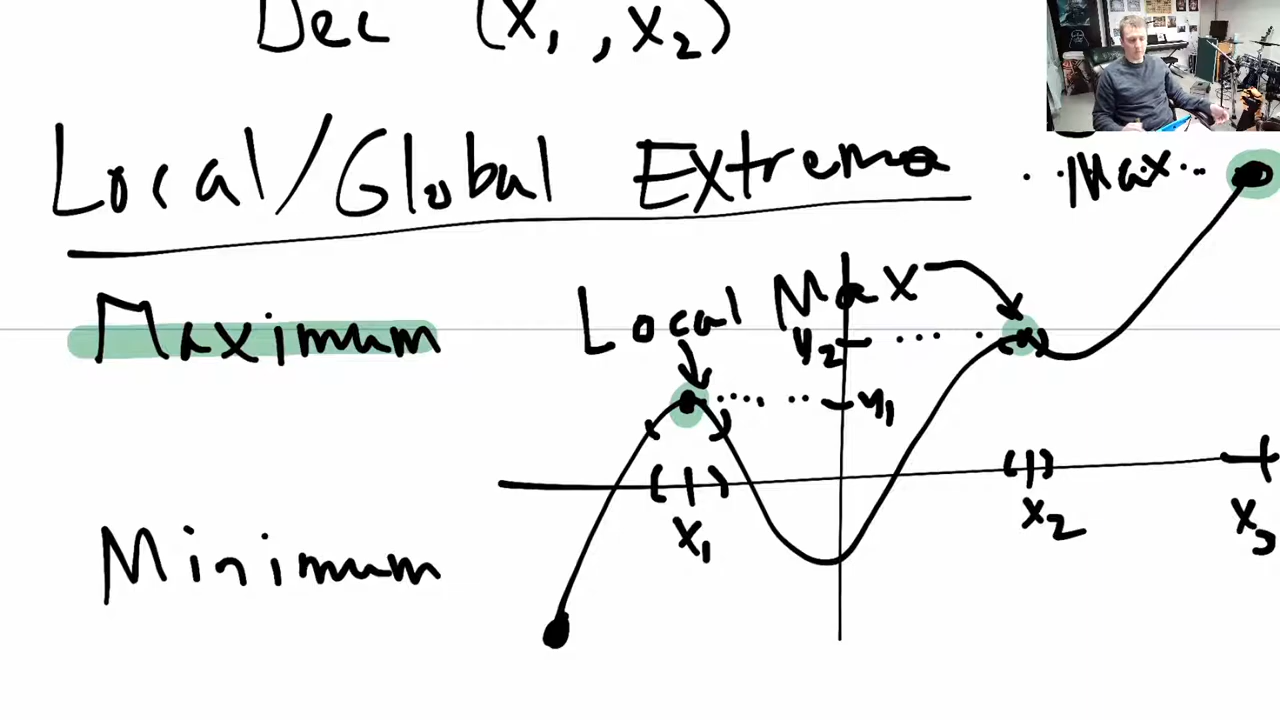 Dec (x₁, x₂)
Local/Global Extrema
Max
Maximum
Local Max
y₂
y₁
x₁ x₂ x₃
Minimum